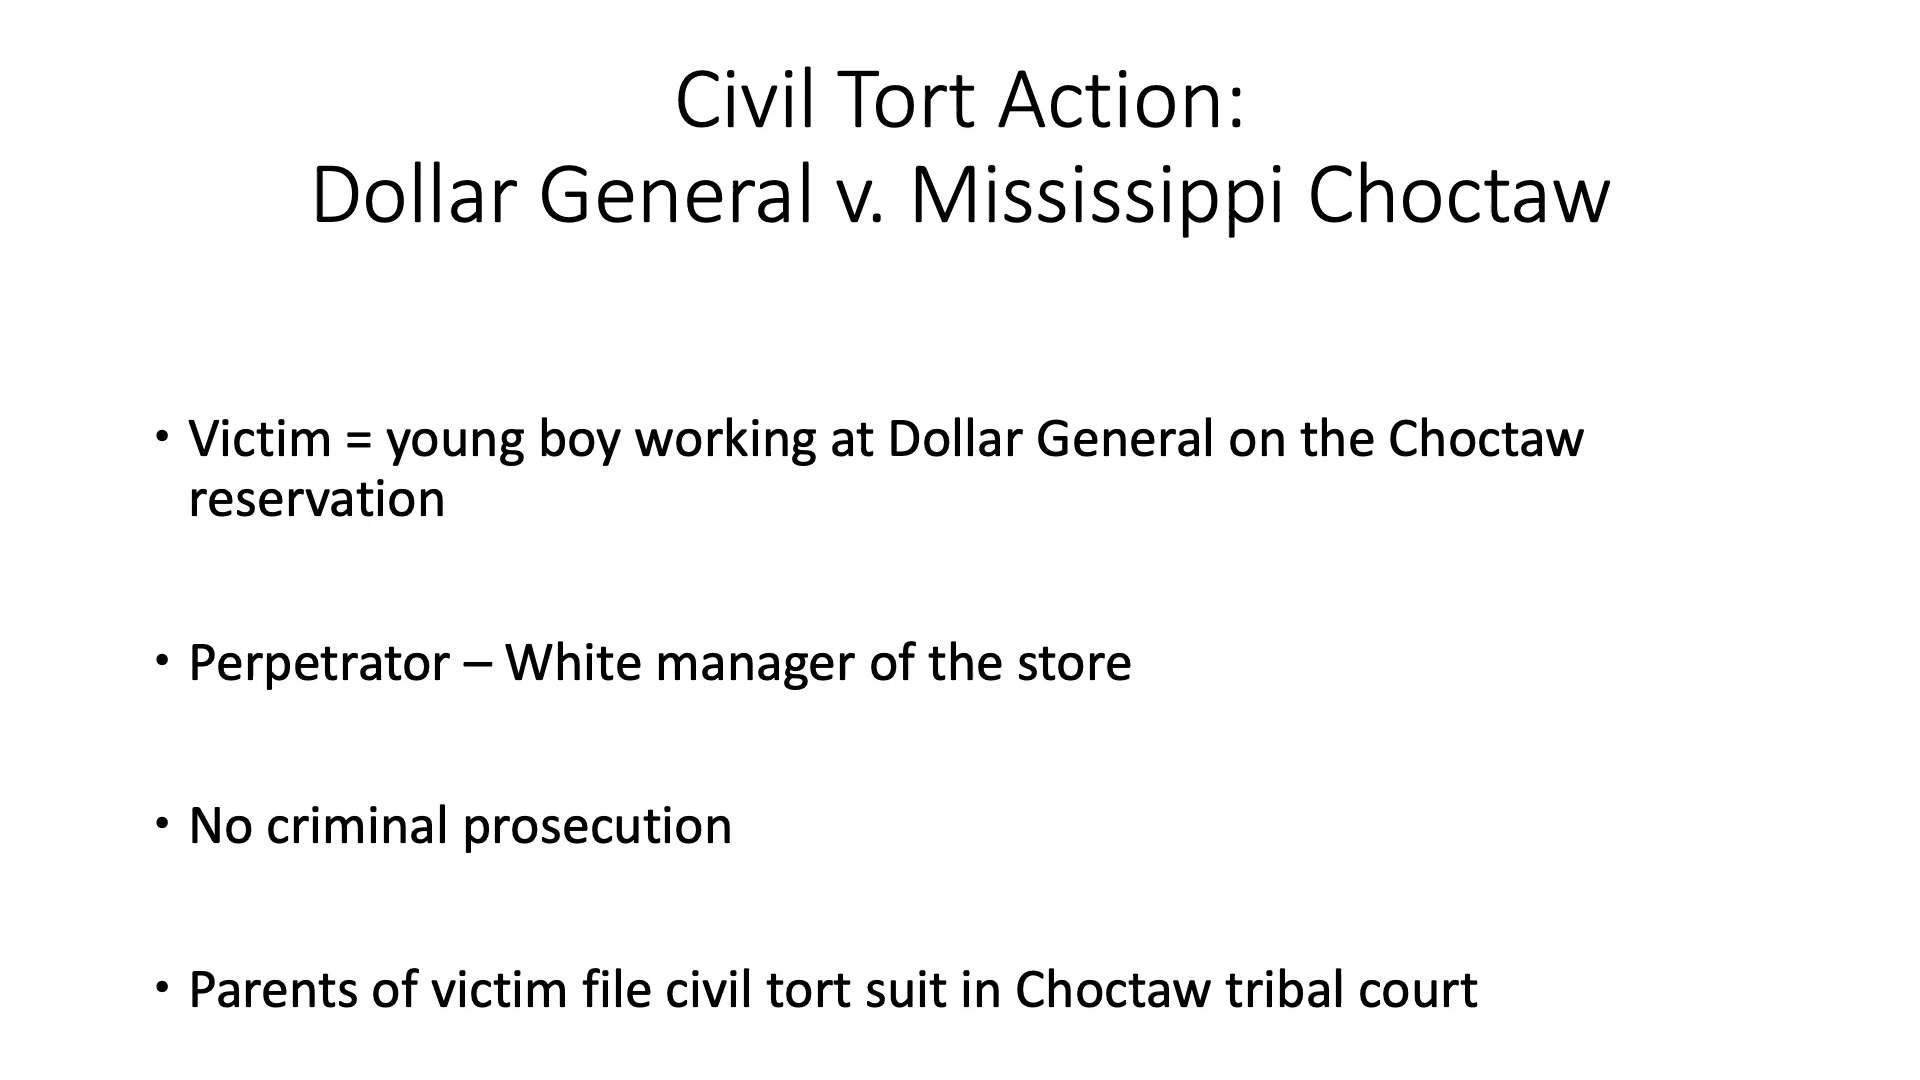 Civil Tort Action:
Dollar General v. Mississippi Choctaw
• Victim = young boy working at Dollar General on the Choctaw
reservation
• Perpetrator – White manager of the store
• No criminal prosecution
• Parents of victim file civil tort suit in Choctaw tribal court